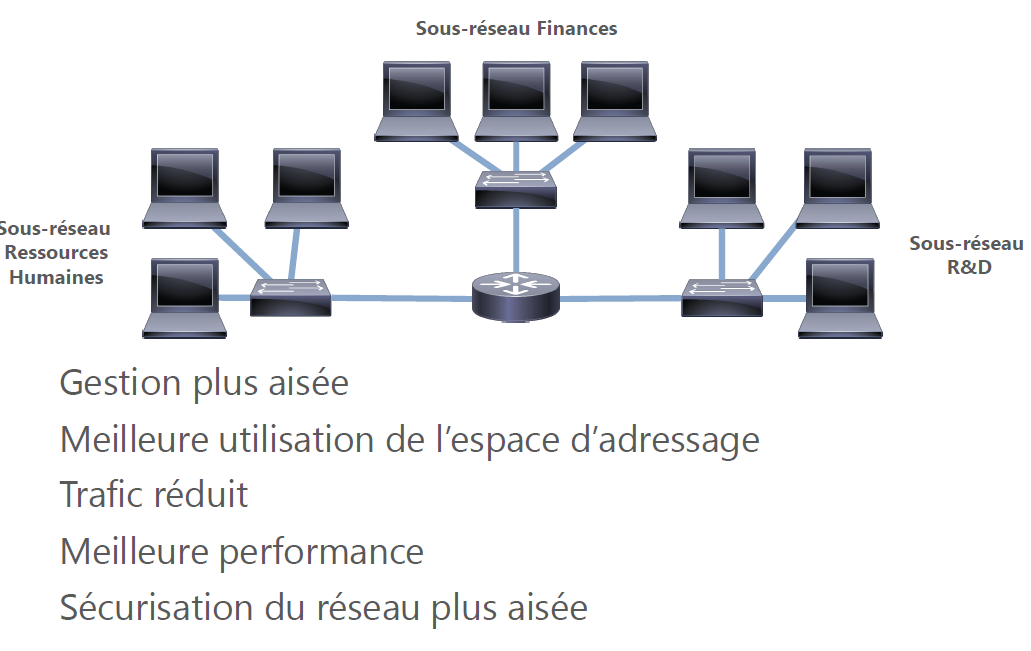 Sous-réseau Finances
Sous-réseau
Ressources
Humaines
Sous-réseau
R&D
Gestion plus aisée
Meilleure utilisation de l’espace d’adressage
Trafic réduit
Meilleure performance
Sécurisation du réseau plus aisée